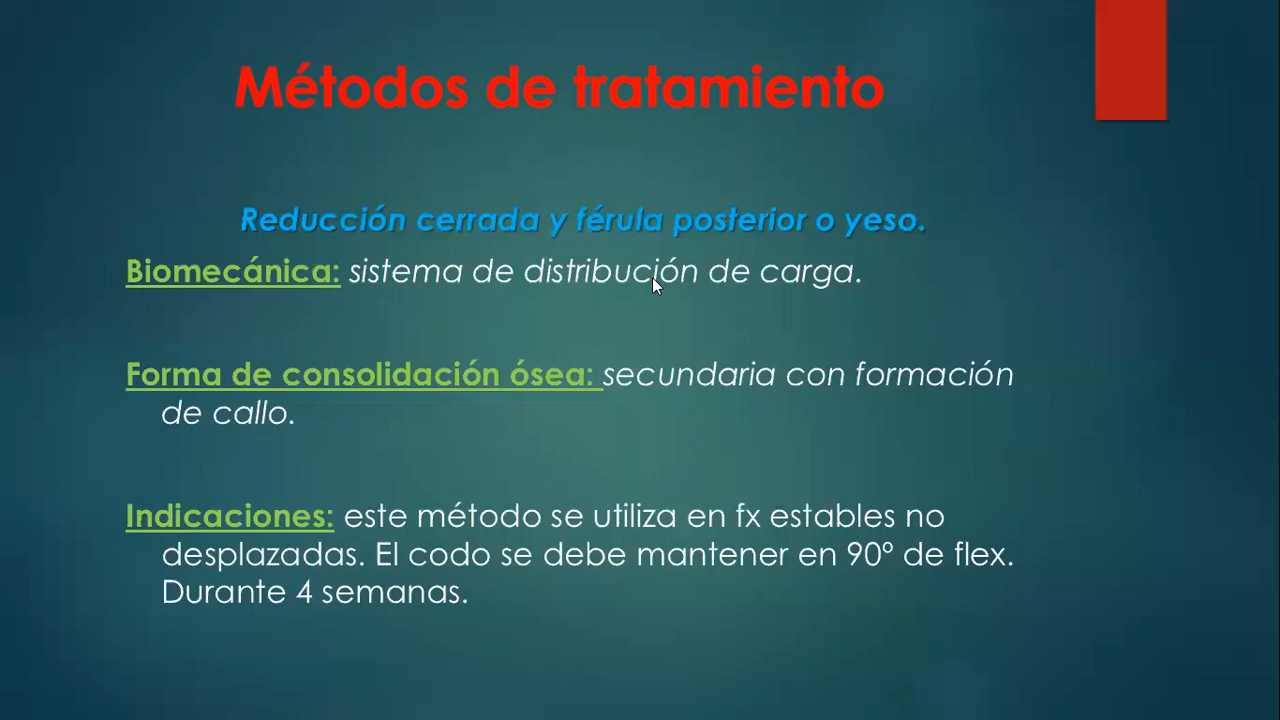 Métodos de tratamiento
Reducción cerrada y férula posterior o yeso.
Biomecánica: sistema de distribución de carga.
Forma de consolidación ósea: secundaria con formación
de callo.
Indicaciones: este método se utiliza en fx estables no
desplazadas. El codo se debe mantener en 90º de flex.
Durante 4 semanas.